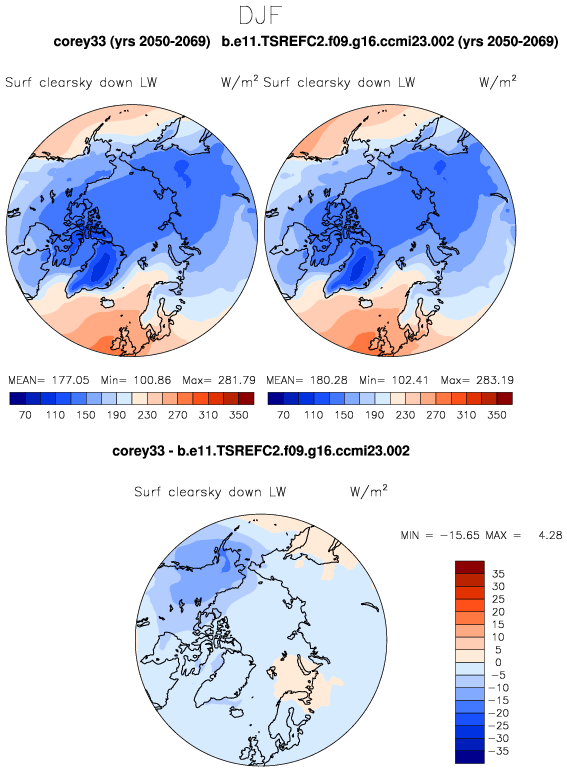 DJF
corey33 (yrs 2050-2069) b.e11.TSREFC2.f09.g16.ccmi23.002 (yrs 2050-2069)
Surf clearsky down LW W/m² Surf clearsky down LW W/m²
MEAN= 177.05 Min= 100.86 Max= 281.79 MEAN= 180.28 Min= 102.41 Max= 283.19
70 110 150 190 230 270 310 350 70 110 150 190 230 270 310 350
corey33 - b.e11.TSREFC2.f09.g16.ccmi23.002
Surf clearsky down LW W/m²
MIN = -15.65 MAX = 4.28
35
30
25
20
15
10
5
0
-5
-10
-15
-20
-25
-30
-35